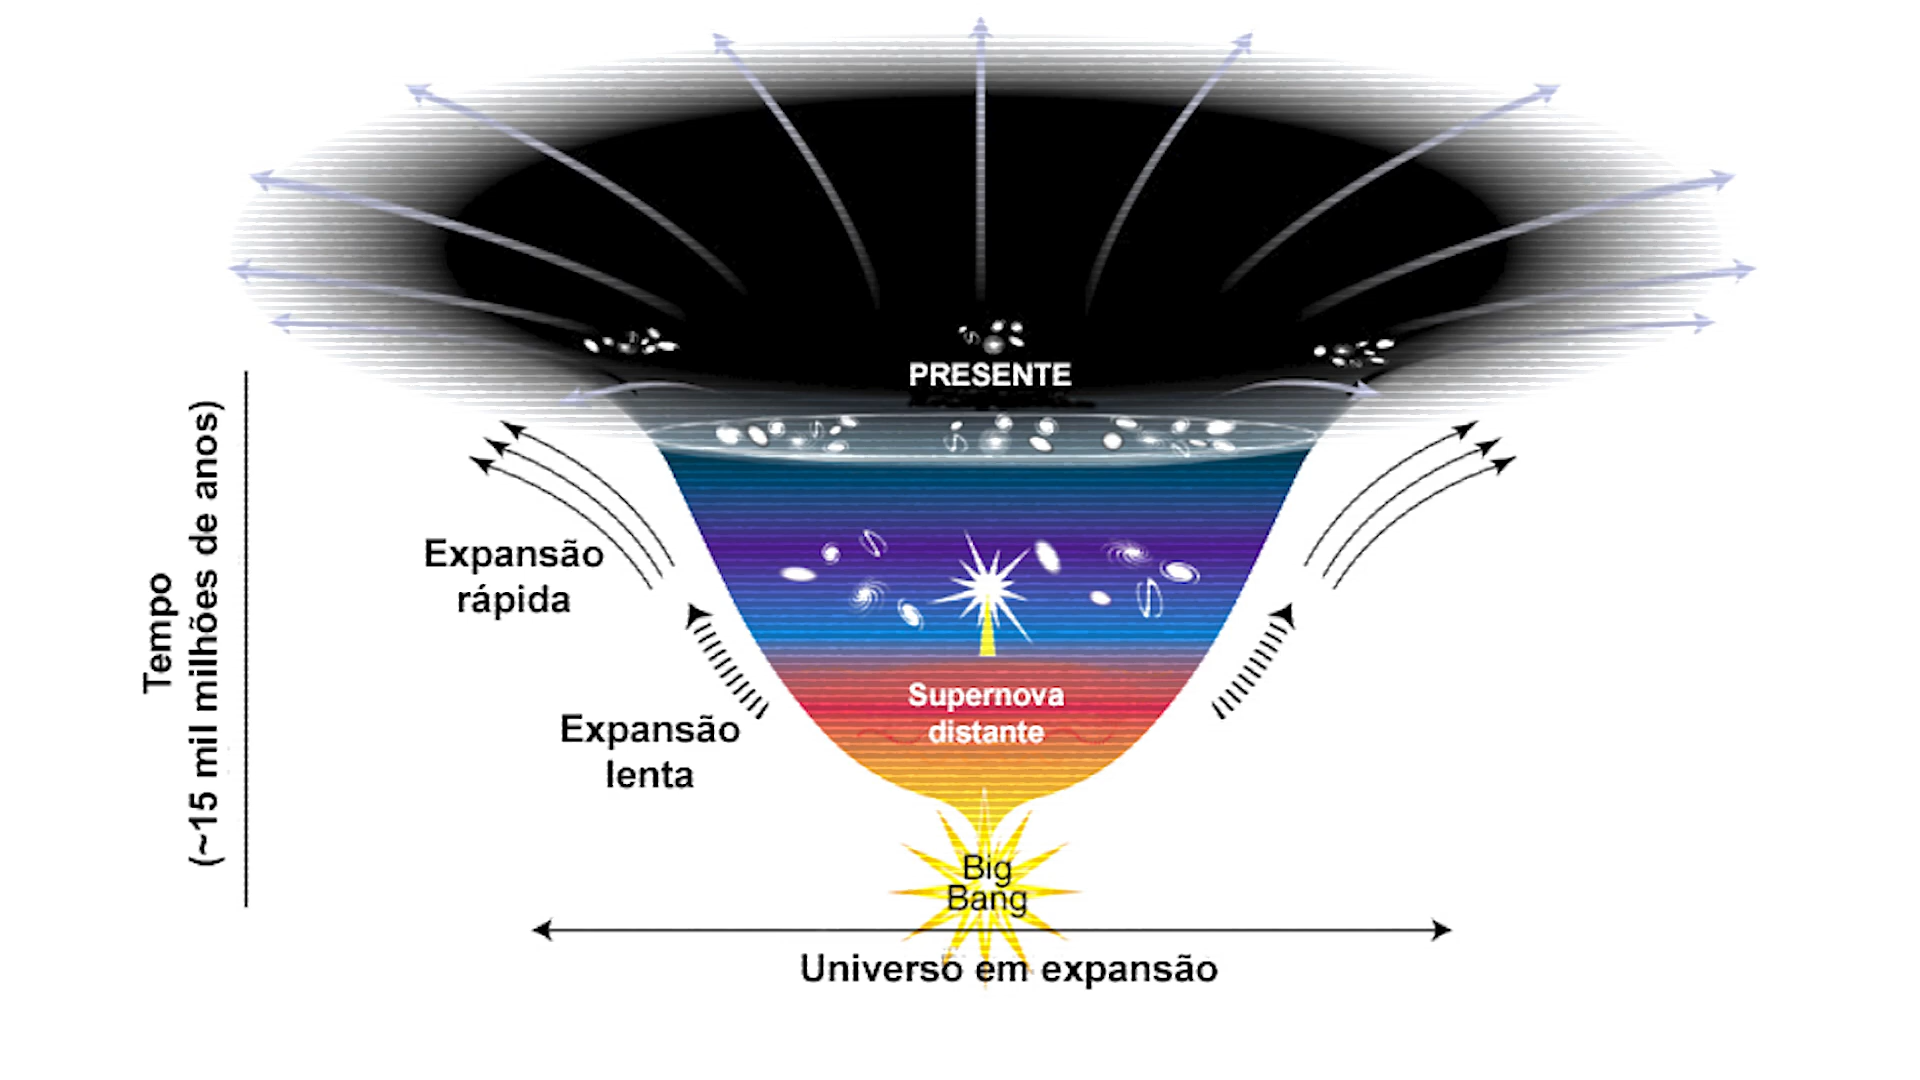 PRESENTE
Tempo
(~15 mil milhões de anos)
Expansão
rápida
Expansão
lenta
Supernova
distante
Big
Bang
Universo em expansão